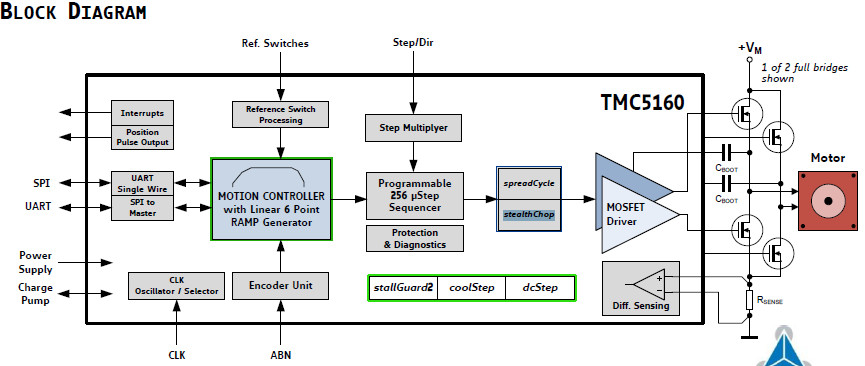 BLOCK DIAGRAM
Ref. Switches
Step/Dir
+VM
1 of 2 full bridges
shown
TMC5160
Interrupts
Position
Pulse Output
Reference Switch
Processing
Step Multiplyer
CBOOT
Motor
SPI
UART
UART
Single Wire
SPI to
Master
MOTION CONTROLLER
with Linear 6 Point
RAMP Generator
Programmable
256 µStep
Sequencer
spreadCycle
stealthChop
MOSFET
Driver
CBOOT
Protection
& Diagnostics
Power
Supply
Charge
Pump
CLK
Oscillator / Selector
Encoder Unit
stallGuard2
coolStep
dcStep
+
-
Diff. Sensing
RSENSE
CLK
ABN